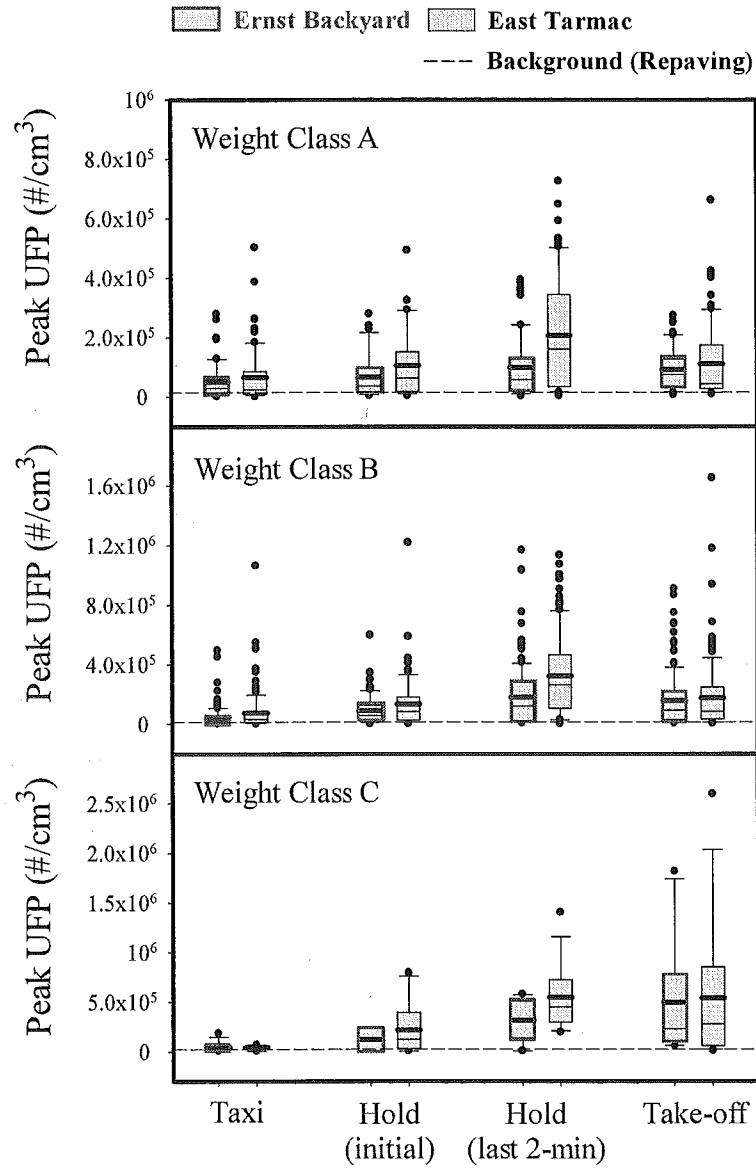 Ernst Backyard
East Tarmac
Background (Repaving)
Weight Class A
Peak UFP (#/cm³)
10⁶
8.0x10⁵
6.0x10⁵
4.0x10⁵
2.0x10⁵
0
Weight Class B
Peak UFP (#/cm³)
1.6x10⁶
1.2x10⁶
8.0x10⁵
4.0x10⁵
0
Weight Class C
Peak UFP (#/cm³)
2.5x10⁶
2.0x10⁶
1.5x10⁶
10⁶
5.0x10⁵
0
Taxi
Hold
(initial)
Hold
(last 2-min)
Take-off